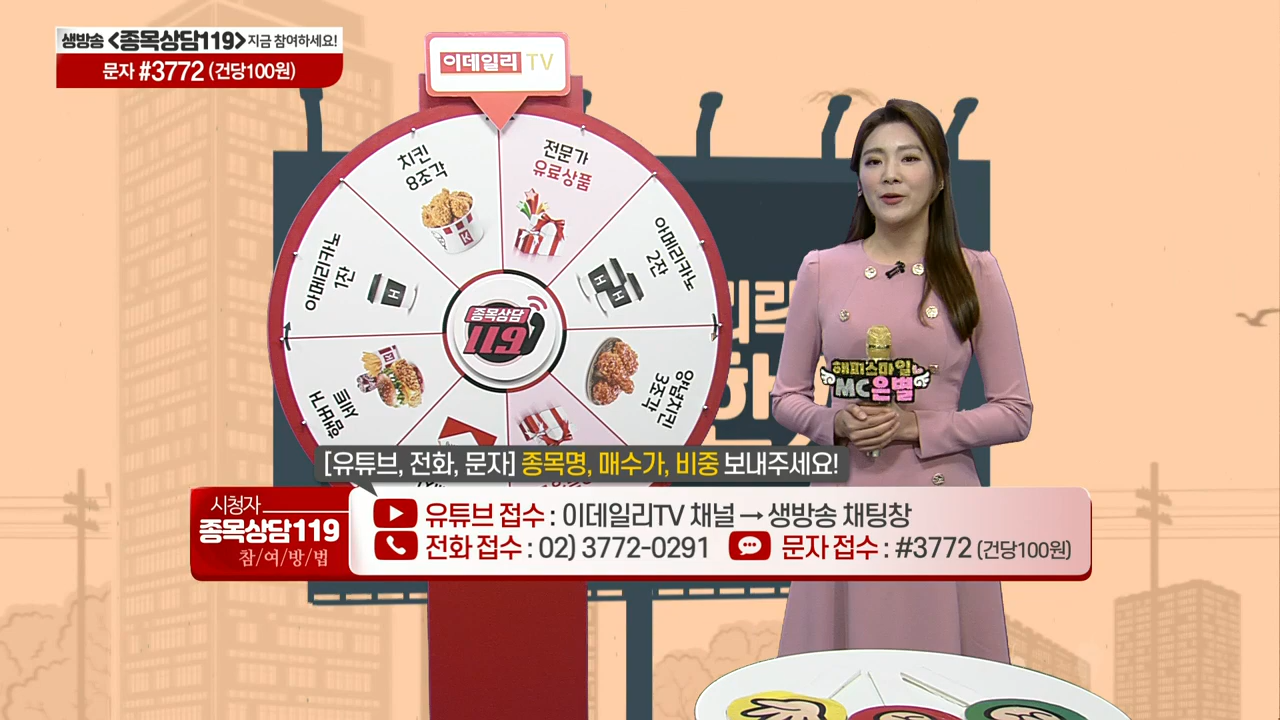 생방송 <종목상담119> 지금 참여하세요!
문자 #3772 (건당100원)
이데일리 TV
치킨
8조각
전문가
유료상품
아메리카노
1잔
아메리카노
2잔
종목상담
119
햄버거
세트
양념치킨
3조각
해피스마일
MC은별
[유튜브, 전화, 문자] 종목명, 매수가, 비중 보내주세요!
시청자
종목상담119
참/여/방/법
유튜브 접수 : 이데일리TV 채널 → 생방송 채팅창
전화 접수 : 02) 3772-0291
문자 접수 : #3772 (건당100원)